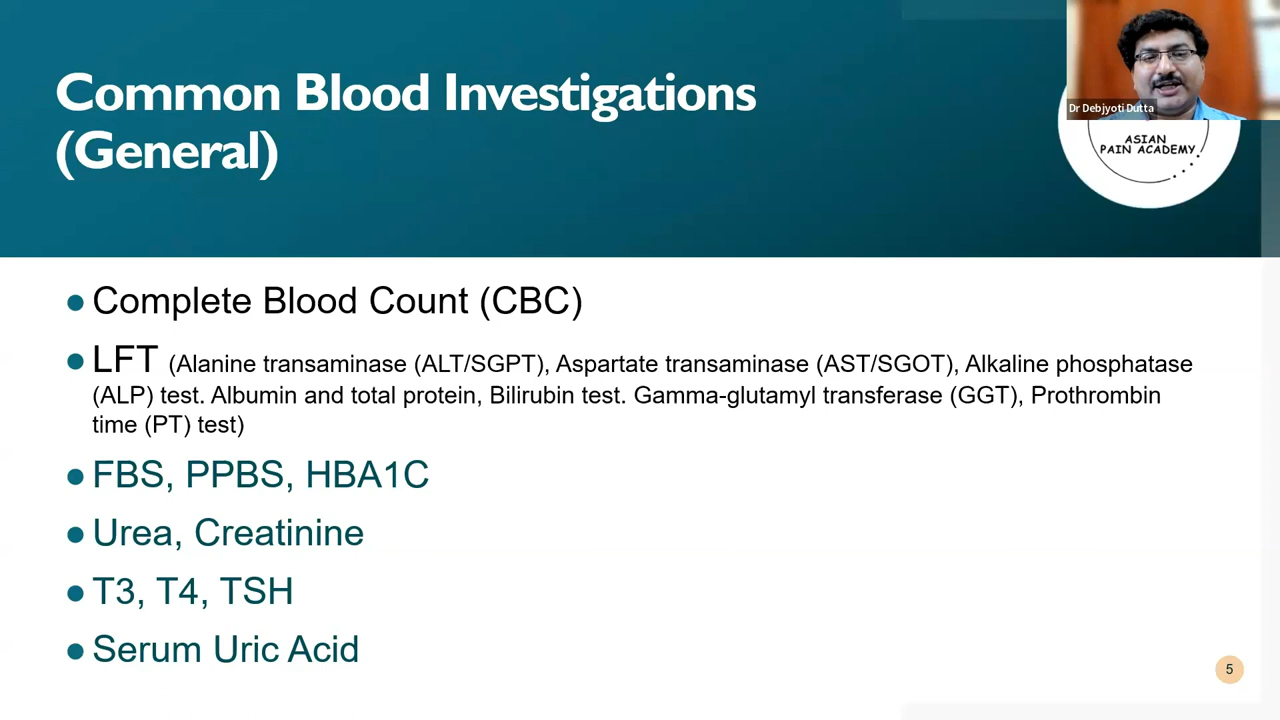 Common Blood Investigations
(General)
Dr Debjyoti Dutta
ASIAN
PAIN ACADEMY
● Complete Blood Count (CBC)
● LFT (Alanine transaminase (ALT/SGPT), Aspartate transaminase (AST/SGOT), Alkaline phosphatase
(ALP) test. Albumin and total protein, Bilirubin test. Gamma-glutamyl transferase (GGT), Prothrombin
time (PT) test)
● FBS, PPBS, HBA1C
● Urea, Creatinine
● T3, T4, TSH
● Serum Uric Acid
5